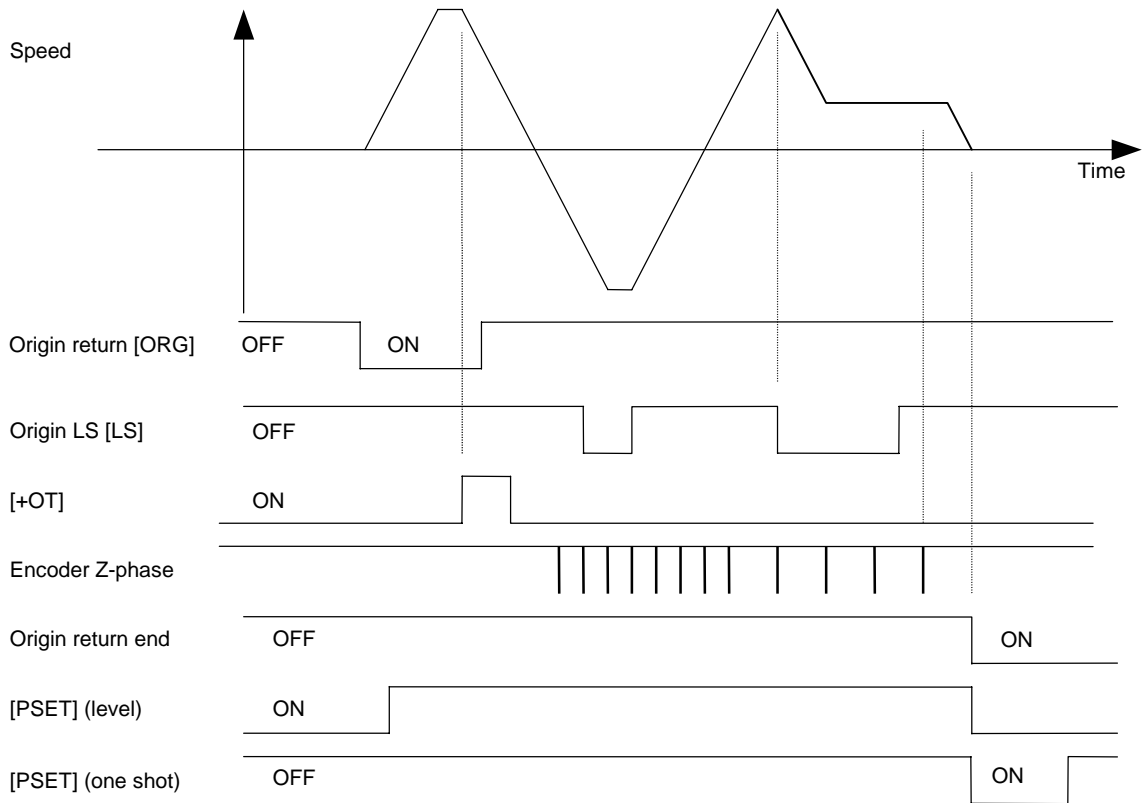 Speed
Time
Origin return [ORG] OFF ON
Origin LS [LS] OFF
[+OT] ON
Encoder Z-phase
Origin return end OFF ON
[PSET] (level) ON
[PSET] (one shot) OFF ON